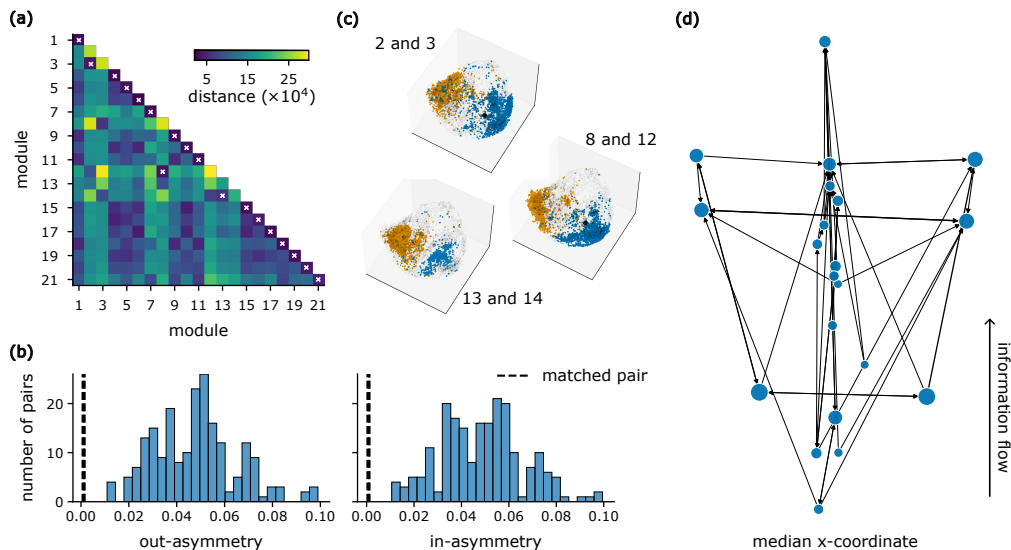 (a)
1
3
5
7
9
11
13
15
17
19
21
module
1 3 5 7 9 11 13 15 17 19 21
module
5 15 25
distance (×10⁴)
(c)
2 and 3
8 and 12
13 and 14
(d)
information flow
median x-coordinate
(b)
number of pairs
20
10
0
0.00 0.02 0.04 0.06 0.08 0.10
out-asymmetry
matched pair
0.00 0.02 0.04 0.06 0.08 0.10
in-asymmetry